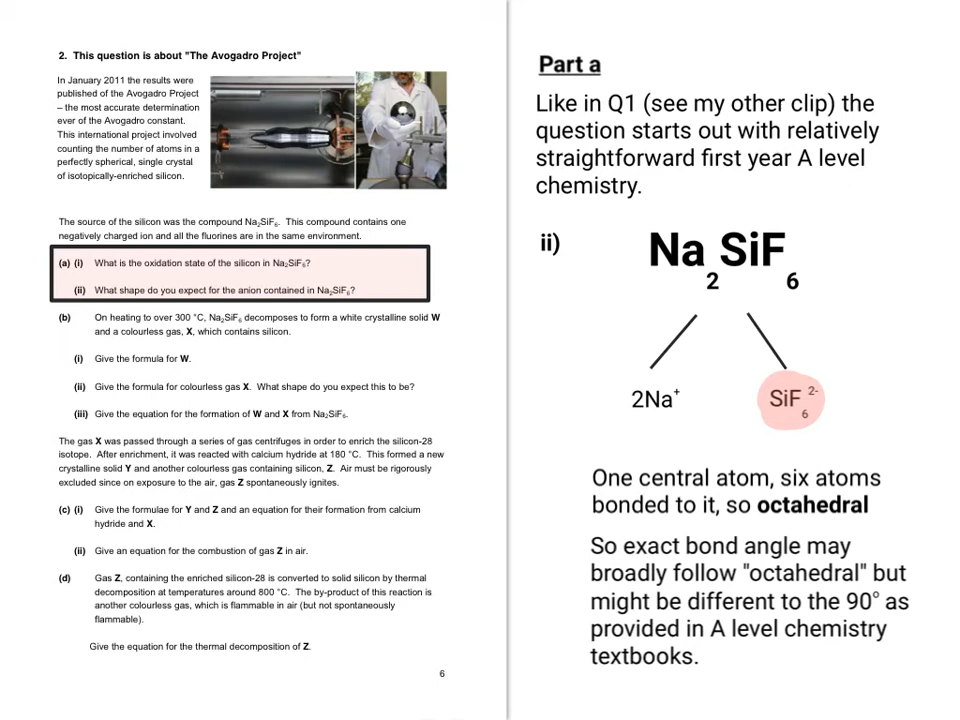 2. This question is about "The Avogadro Project"
In January 2011 the results were
published of the Avogadro Project
– the most accurate determination
ever of the Avogadro constant.
This international project involved
counting the number of atoms in a
perfectly spherical, single crystal
of isotopically-enriched silicon.
The source of the silicon was the compound Na₂SiF₆. This compound contains one
negatively charged ion and all the fluorines are in the same environment.
(a) (i) What is the oxidation state of the silicon in Na₂SiF₆?
(ii) What shape do you expect for the anion contained in Na₂SiF₆?
(b) On heating to over 300 °C, Na₂SiF₆ decomposes to form a white crystalline solid W
and a colourless gas, X, which contains silicon.
(i) Give the formula for W.
(ii) Give the formula for colourless gas X. What shape do you expect this to be?
(iii) Give the equation for the formation of W and X from Na₂SiF₆.
The gas X was passed through a series of gas centrifuges in order to enrich the silicon-28
isotope. After enrichment, it was reacted with calcium hydride at 180 °C. This formed a new
crystalline solid Y and another colourless gas containing silicon, Z. Air must be rigorously
excluded since on exposure to the air, gas Z spontaneously ignites.
(c) (i) Give the formulae for Y and Z and an equation for their formation from calcium
hydride and X.
(ii) Give an equation for the combustion of gas Z in air.
(d) Gas Z, containing the enriched silicon-28 is converted to solid silicon by thermal
decomposition at temperatures around 800 °C. The by-product of this reaction is
another colourless gas, which is flammable in air (but not spontaneously
flammable).
Give the equation for the thermal decomposition of Z.
6
Part a
Like in Q1 (see my other clip) the
question starts out with relatively
straightforward first year A level
chemistry.
ii) Na₂SiF₆
2Na⁺ SiF₆²⁻
One central atom, six atoms
bonded to it, so octahedral
So exact bond angle may
broadly follow "octahedral" but
might be different to the 90° as
provided in A level chemistry
textbooks.